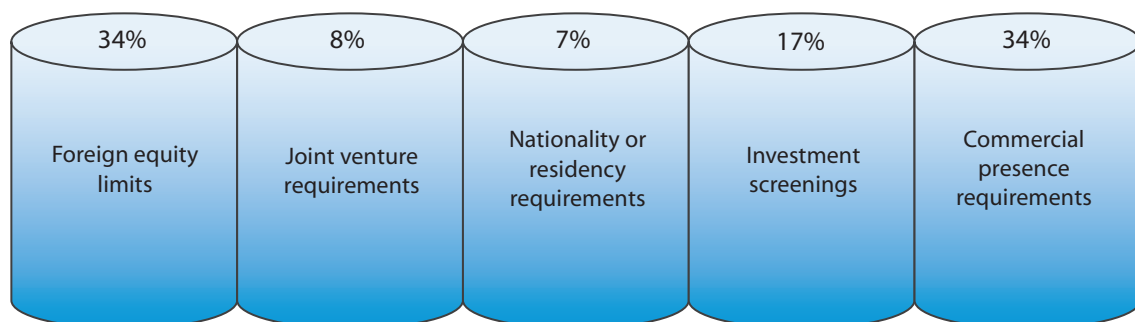 34%
8%
7%
17%
34%
Foreign equity
limits
Joint venture
requirements
Nationality or
residency
requirements
Investment
screenings
Commercial
presence
requirements